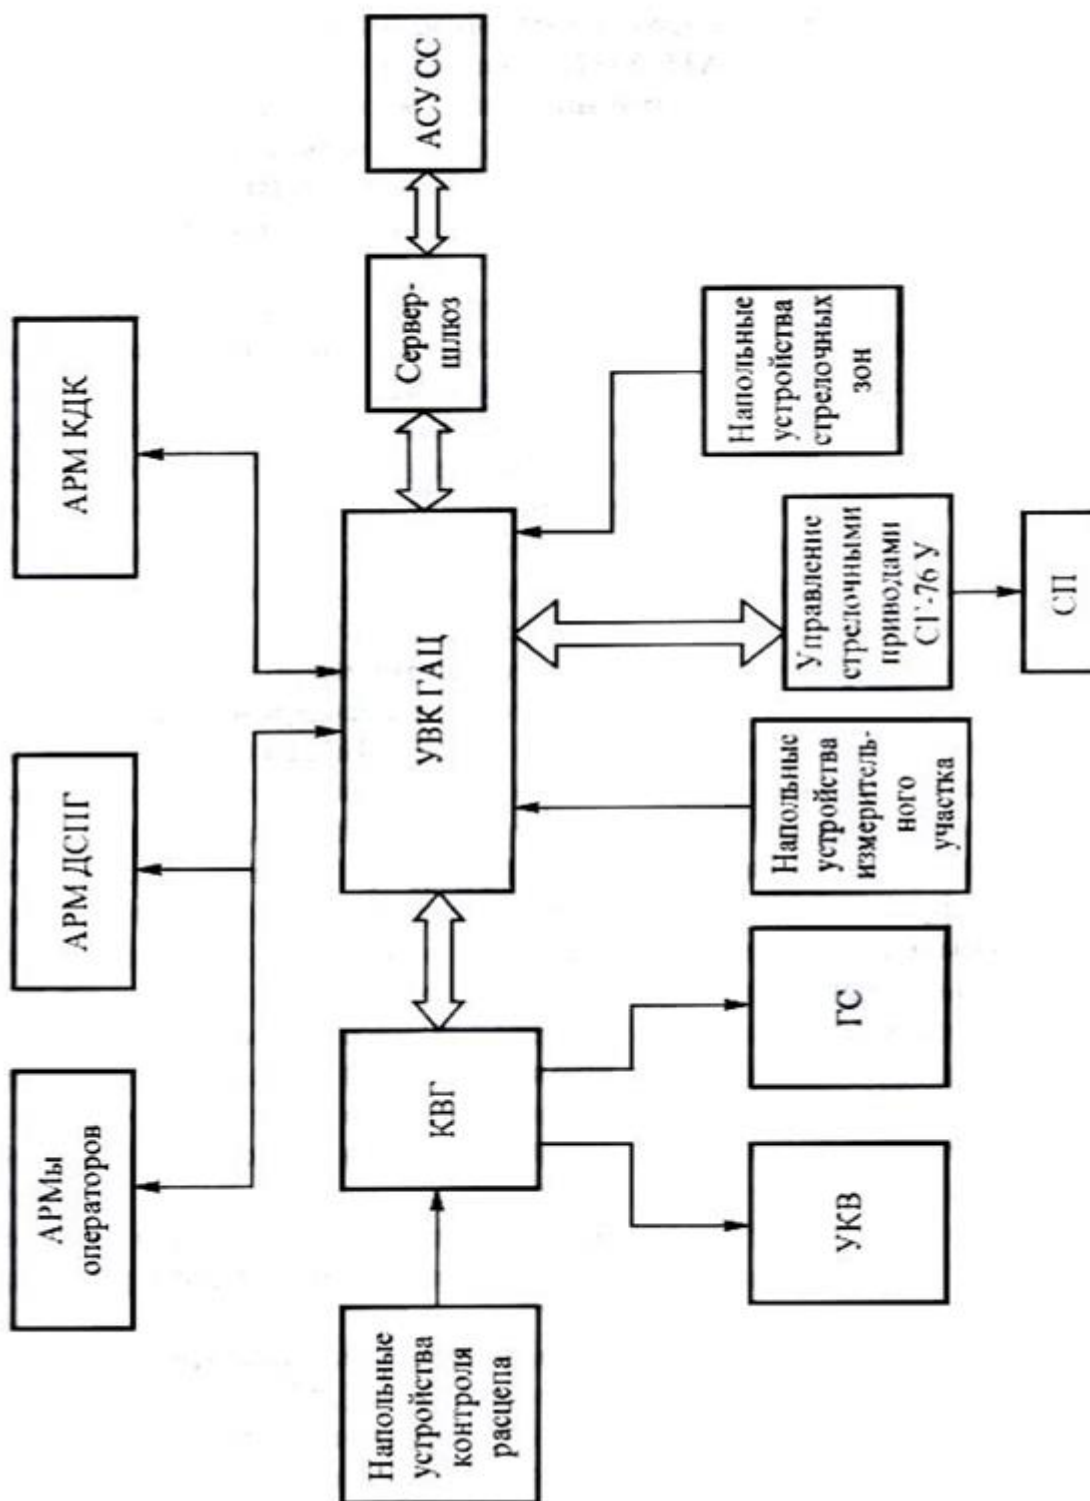 АРМы
операторов
АРМ ДСПГ
АРМ КДК
Напольные
устройства
контроля
расцепа
КВГ
УВК ГАЦ
Сервер-
шлюз
АСУ СС
УКВ
ГС
Напольные
устройства
измеритель-
ного
участка
Управление
стрелочными
приводами
СГ-76 У
Напольные
устройства
стрелочных
зон
СП